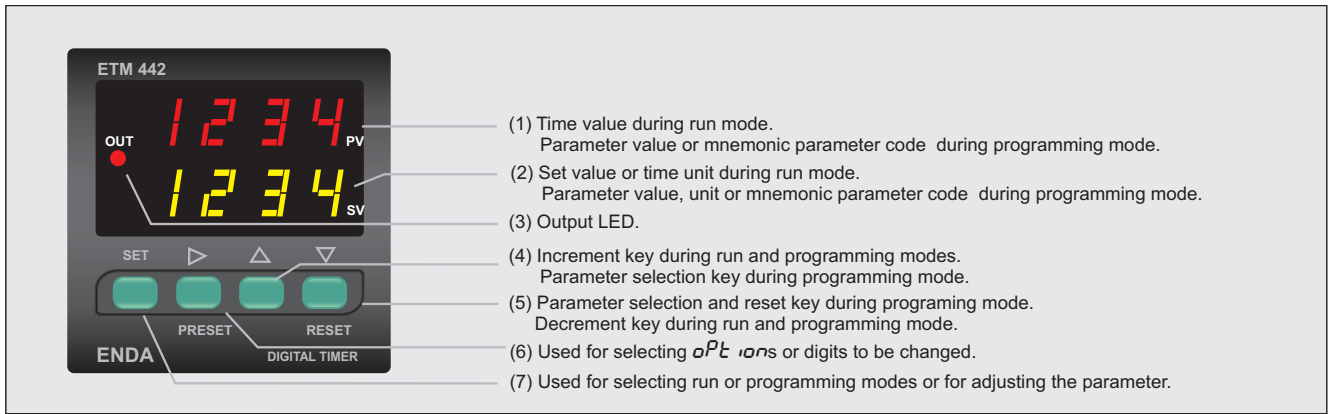 ETM 442
1234 PV
OUT
1234 SV
SET
PRESET RESET
ENDA DIGITAL TIMER
(1) Time value during run mode.
Parameter value or mnemonic parameter code during programming mode.
(2) Set value or time unit during run mode.
Parameter value, unit or mnemonic parameter code during programming mode.
(3) Output LED.
(4) Increment key during run and programming modes.
Parameter selection key during programming mode.
(5) Parameter selection and reset key during programing mode.
Decrement key during run and programming mode.
(6) Used for selecting oPtions or digits to be changed.
(7) Used for selecting run or programming modes or for adjusting the parameter.